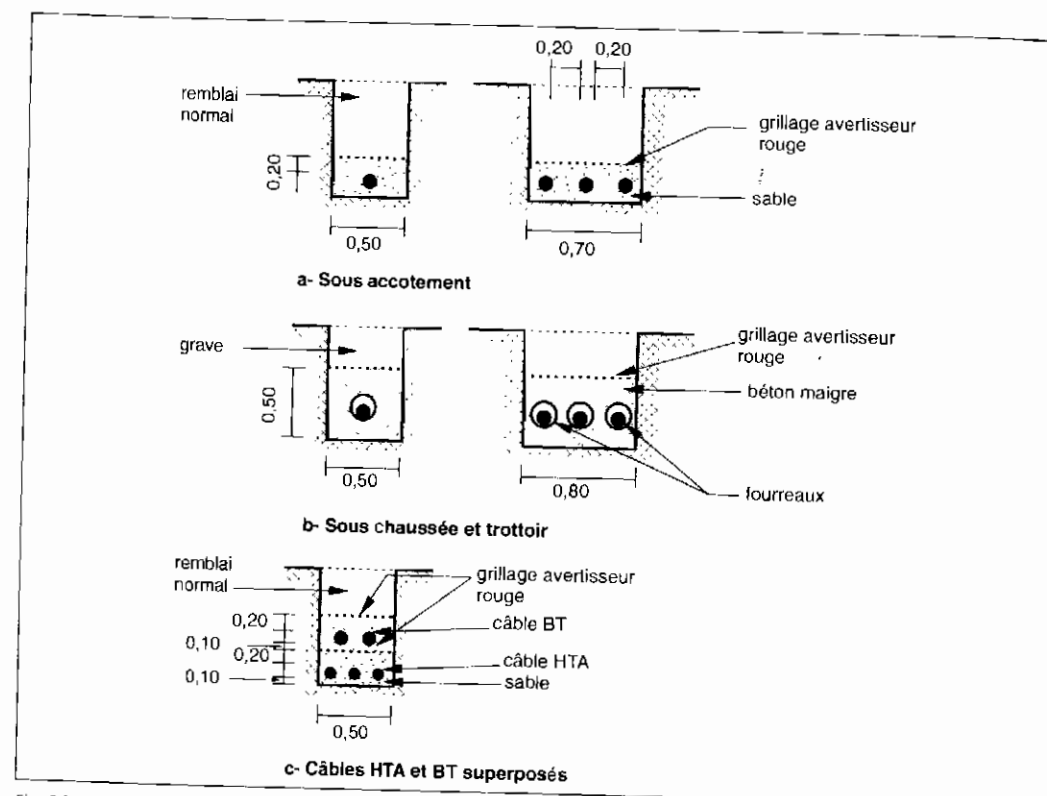 0,20 0,20
remblai
normal
grillage avertisseur
rouge
0,20
sable
0,50
0,70
a- Sous accotement
grave
grillage avertisseur
rouge
béton maigre
0,50
0,50
0,80
fourreaux
b- Sous chaussée et trottoir
remblai
normal
grillage avertisseur
rouge
0,20
câble BT
0,10
0,20
câble HTA
0,10
sable
0,50
c- Câbles HTA et BT superposés